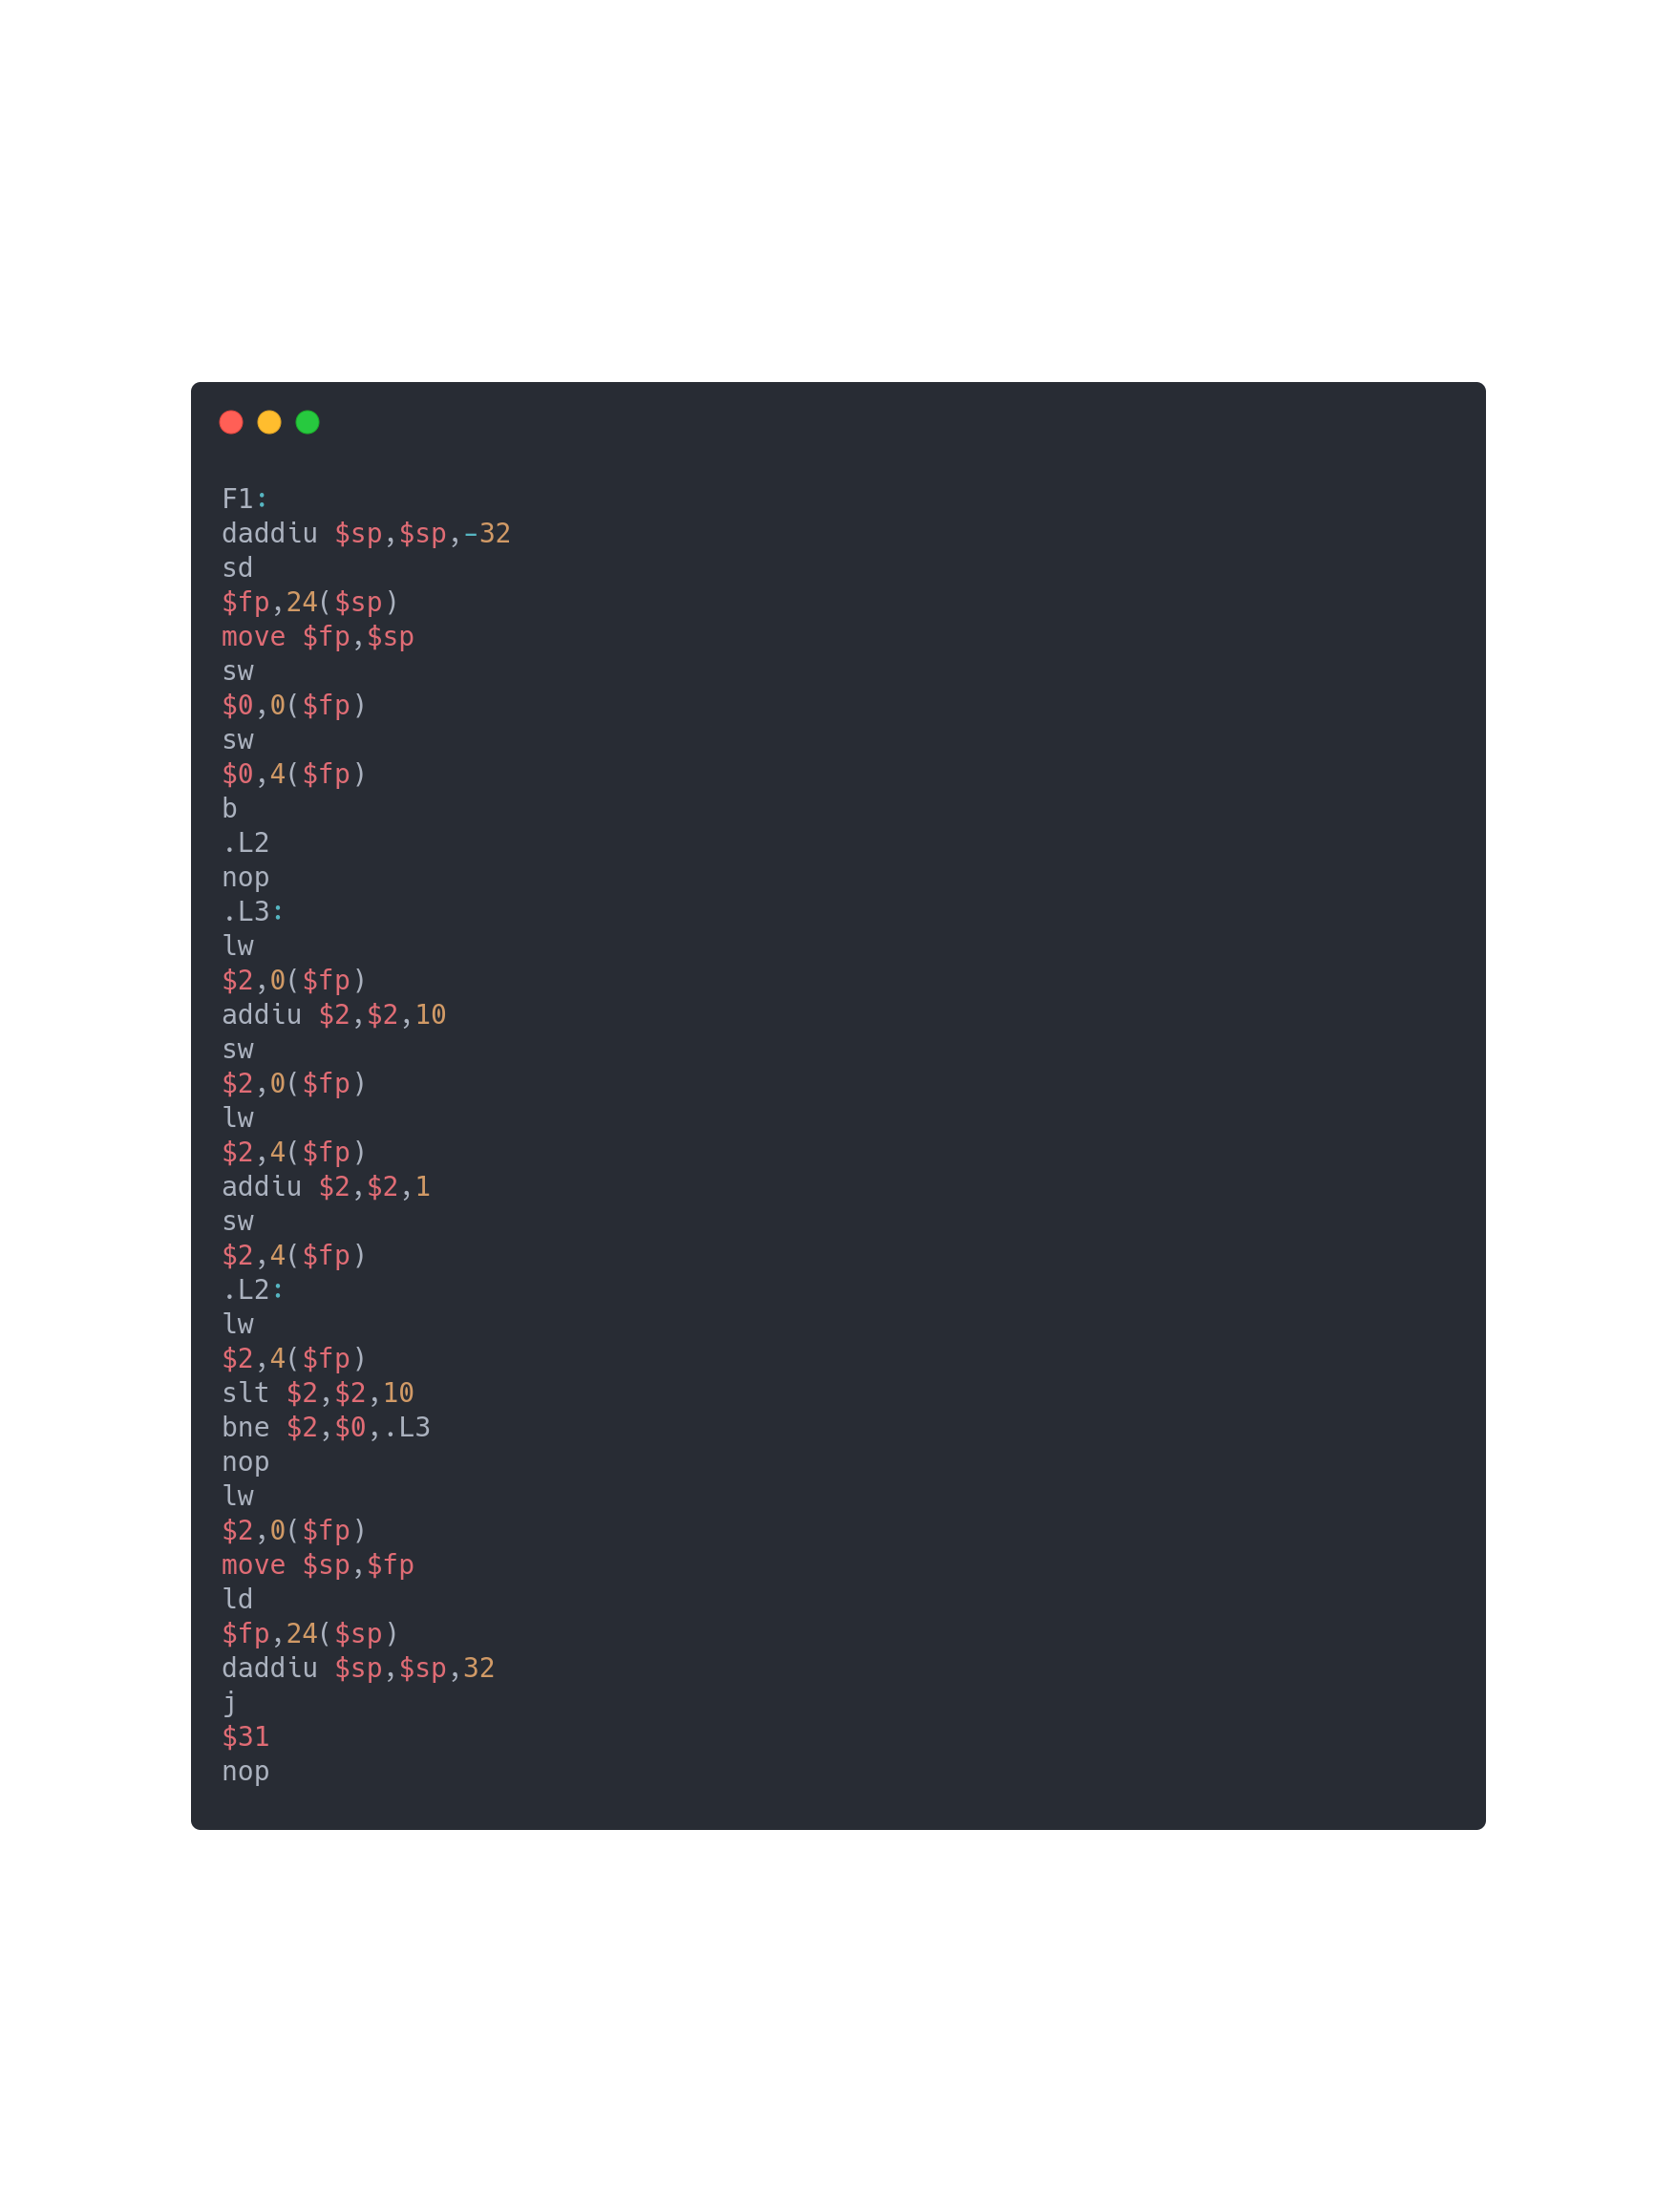 F1:
daddiu $sp,$sp,-32
sd
$fp,24($sp)
move $fp,$sp
sw
$0,0($fp)
sw
$0,4($fp)
b
.L2
nop
.L3:
lw
$2,0($fp)
addiu $2,$2,10
sw
$2,0($fp)
lw
$2,4($fp)
addiu $2,$2,1
sw
$2,4($fp)
.L2:
lw
$2,4($fp)
slt $2,$2,10
bne $2,$0,.L3
nop
lw
$2,0($fp)
move $sp,$fp
ld
$fp,24($sp)
daddiu $sp,$sp,32
j
$31
nop